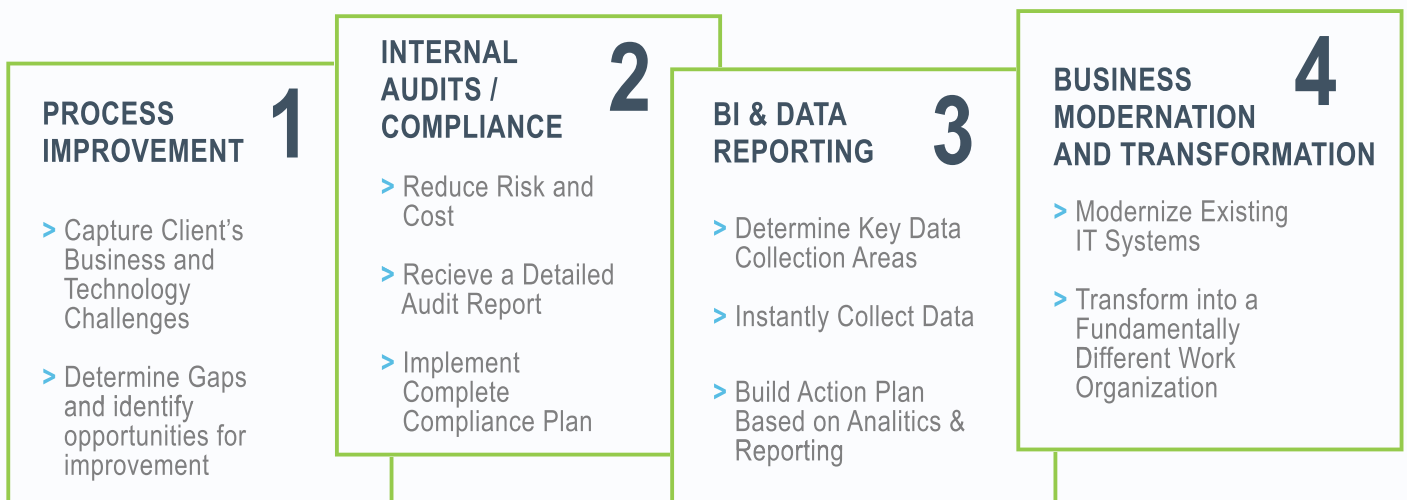 PROCESS
IMPROVEMENT
1
> Capture Client’s
Business and
Technology
Challenges
> Determine Gaps
and identify
opportunities for
improvement
INTERNAL
AUDITS /
COMPLIANCE
2
> Reduce Risk and
Cost
> Recieve a Detailed
Audit Report
> Implement
Complete
Compliance Plan
BI & DATA
REPORTING
3
> Determine Key Data
Collection Areas
> Instantly Collect Data
> Build Action Plan
Based on Analitics &
Reporting
BUSINESS
MODERNATION
AND TRANSFORMATION
4
> Modernize Existing
IT Systems
> Transform into a
Fundamentally
Different Work
Organization